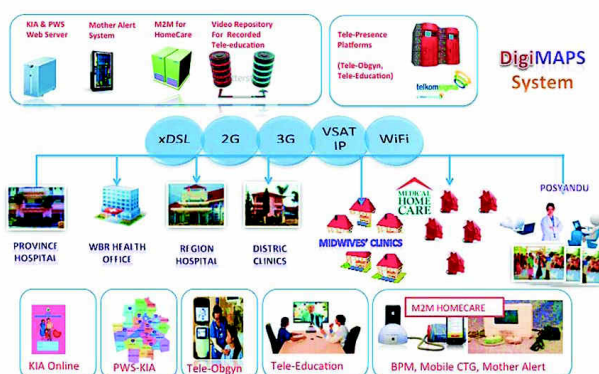 KIA & PWS
Web Server
Mother Alert
System
M2M for
HomeCare
Video Repository
For Recorded
Tele-education
Tele-Presence
Platforms
(Tele-Obgyn,
Tele-Education)
telkomsigma
DigiMAPS
System
xDSL
2G
3G
VSAT
IP
WiFi
PROVINCE
HOSPITAL
WBR HEALTH
OFFICE
REGION
HOSPITAL
DISTRIC
CLINICS
MIDWIVES' CLINICS
MEDICAL
HOME
CARE
POSYANDU
KIA Online
PWS-KIA
Tele-Obgyn
Tele-Education
M2M HOMECARE
BPM, Mobile CTG, Mother Alert